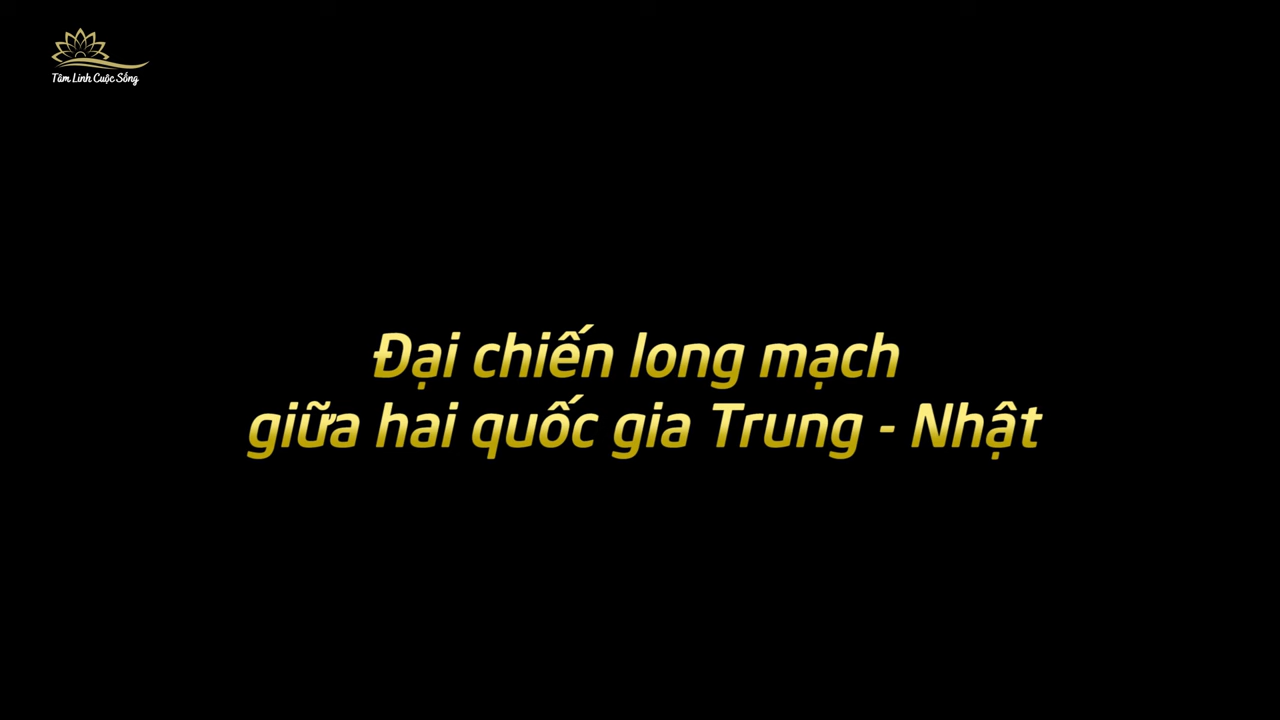 Tâm Linh Cuộc Sống
Đại chiến long mạch
giữa hai quốc gia Trung - Nhật